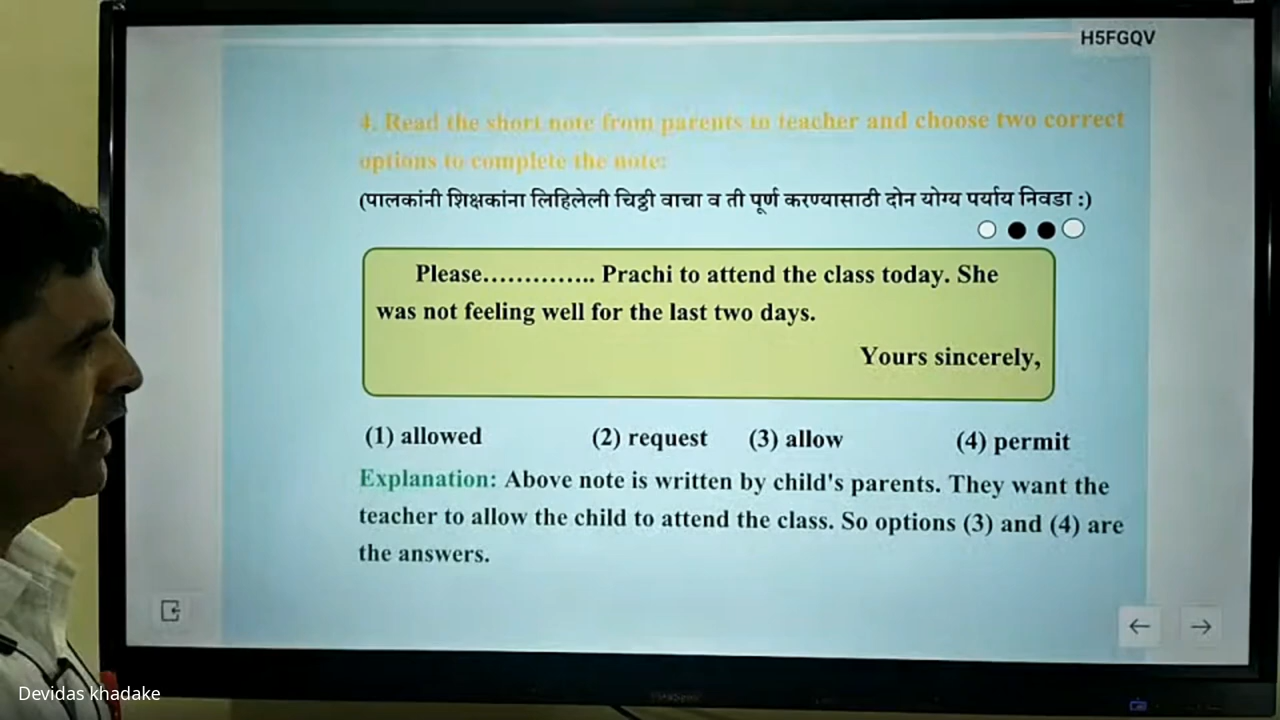 H5FGQV
4. Read the short note from parents to teacher and choose two correct
options to complete the note:
(पालकांनी शिक्षकांना लिहिलेली चिठ्ठी वाचा व ती पूर्ण करण्यासाठी दोन योग्य पर्याय निवडा :)
Please.............. Prachi to attend the class today. She
was not feeling well for the last two days.
Yours sincerely,
(1) allowed (2) request (3) allow (4) permit
Explanation: Above note is written by child's parents. They want the
teacher to allow the child to attend the class. So options (3) and (4) are
the answers.
Devidas khadake